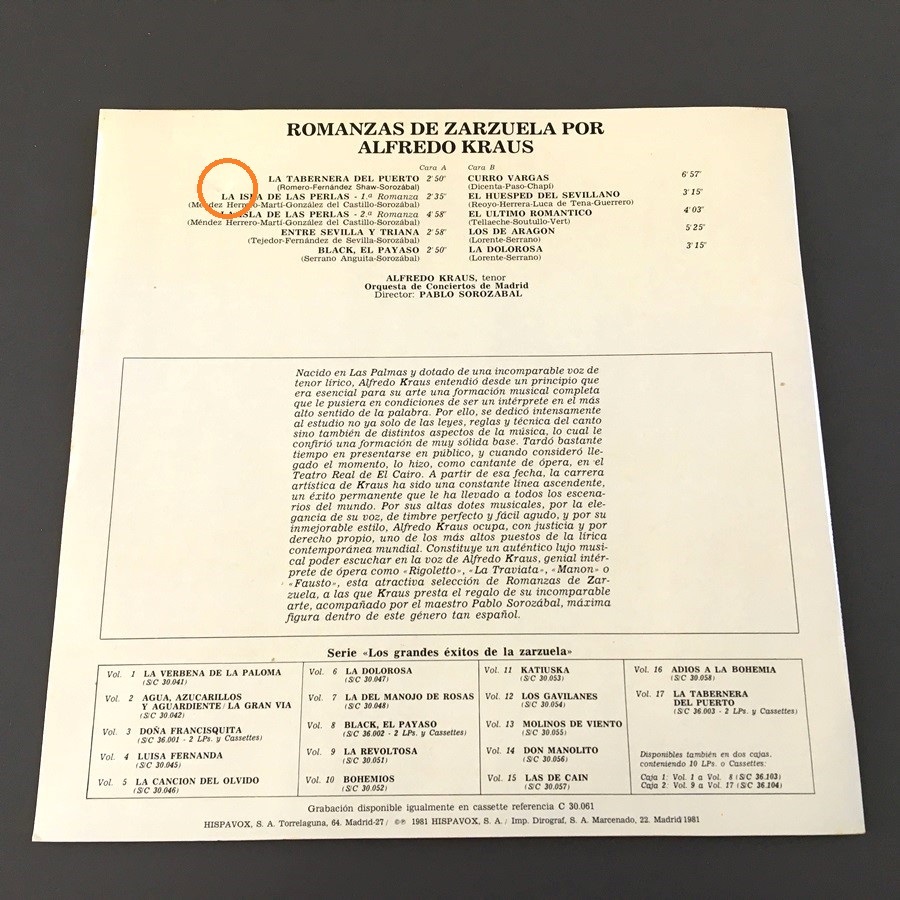 ROMANZAS DE ZARZUELA POR
ALFREDO KRAUS
Cara A
LA TABERNERA DEL PUERTO 2'50"
(Romero-Fernández Shaw-Sorozábal)
LA ISLA DE LAS PERLAS - 1.ª Romanza 2'35"
(Méndez Herrero-Martí-González del Castillo-Sorozábal)
LA ISLA DE LAS PERLAS - 2.ª Romanza 4'58"
(Méndez Herrero-Martí-González del Castillo-Sorozábal)
ENTRE SEVILLA Y TRIANA 2'58"
(Tejedor-Fernández de Sevilla-Sorozábal)
BLACK, EL PAYASO 2'50"
(Serrano Anguita-Sorozábal)
Cara B
CURRO VARGAS 6'57"
(Dicenta-Paso-Chapí)
EL HUESPED DEL SEVILLANO 3'15"
(Reoyo-Herrera-Luca de Tena-Guerrero)
EL ULTIMO ROMANTICO 4'03"
(Tellaeche-Soutullo-Vert)
LOS DE ARAGON 5'25"
(Lorente-Serrano)
LA DOLOROSA 3'15"
(Lorente-Serrano)
ALFREDO KRAUS, tenor
Orquesta de Conciertos de Madrid
Director: PABLO SOROZABAL
Nacido en Las Palmas y dotado de una incomparable voz de
tenor lírico, Alfredo Kraus entendió desde un principio que
era esencial para su arte una formación musical completa
que le pusiera en condiciones de ser un intérprete en el más
alto sentido de la palabra. Por ello, se dedicó intensamente
al estudio no ya solo de las leyes, reglas y técnica del canto
sino también de distintos aspectos de la música, lo cual le
confirió una formación de muy sólida base. Tardó bastante
tiempo en presentarse en público, y cuando consideró lle-
gado el momento, lo hizo, como cantante de ópera, en el
Teatro Real de El Cairo. A partir de esa fecha, la carrera
artística de Kraus ha sido una constante línea ascendente,
un éxito permanente que le ha llevado a todos los escena-
rios del mundo. Por sus altas dotes musicales, por la ele-
gancia de su voz, de timbre perfecto y fácil agudo, y por su
inmejorable estilo, Alfredo Kraus ocupa, con justicia y por
derecho propio, uno de los más altos puestos de la lírica
contemporánea mundial. Constituye un auténtico lujo musi-
cal poder escuchar en la voz de Alfredo Kraus, genial intér-
prete de ópera como «Rigoletto», «La Traviata», «Manon» o
«Fausto», esta atractiva selección de Romanzas de Zar-
zuela, a las que Kraus presta el regalo de su incomparable
arte, acompañado por el maestro Pablo Sorozábal, máxima
figura dentro de este género tan español.
Serie «Los grandes éxitos de la zarzuela»
Vol. 1 LA VERBENA DE LA PALOMA
(S/C 30.041)
Vol. 2 AGUA, AZUCARILLOS
Y AGUARDIENTE / LA GRAN VIA
(S/C 30.042)
Vol. 3 DOÑA FRANCISQUITA
(S/C 36.001 - 2 LPs. y Cassettes)
Vol. 4 LUISA FERNANDA
(S/C 30.045)
Vol. 5 LA CANCION DEL OLVIDO
(S/C 30.046)
Vol. 6 LA DOLOROSA
(S/C 30.047)
Vol. 7 LA DEL MANOJO DE ROSAS
(S/C 30.048)
Vol. 8 BLACK, EL PAYASO
(S/C 36.002 - 2 LPs. y Cassettes)
Vol. 9 LA REVOLTOSA
(S/C 30.051)
Vol. 10 BOHEMIOS
(S/C 30.052)
Vol. 11 KATIUSKA
(S/C 30.053)
Vol. 12 LOS GAVILANES
(S/C 30.054)
Vol. 13 MOLINOS DE VIENTO
(S/C 30.055)
Vol. 14 DON MANOLITO
(S/C 30.056)
Vol. 15 LAS DE CAIN
(S/C 30.057)
Vol. 16 ADIOS A LA BOHEMIA
(S/C 30.058)
Vol. 17 LA TABERNERA
DEL PUERTO
(S/C 36.003 - 2 LPs. y Cassettes)
Disponibles también en dos cajas,
conteniendo 10 LPs. o Cassettes:
Caja 1: Vol. 1 a Vol. 8 (S/C 36.103)
Caja 2: Vol. 9 a Vol. 17 (S/C 36.104)
Grabación disponible igualmente en cassette referencia C 30.061
HISPAVOX, S. A. Torrelaguna, 64. Madrid-27 / ©℗ 1981 HISPAVOX, S. A. / Imp. Dirograf, S. A. Marcenado, 22. Madrid 1981